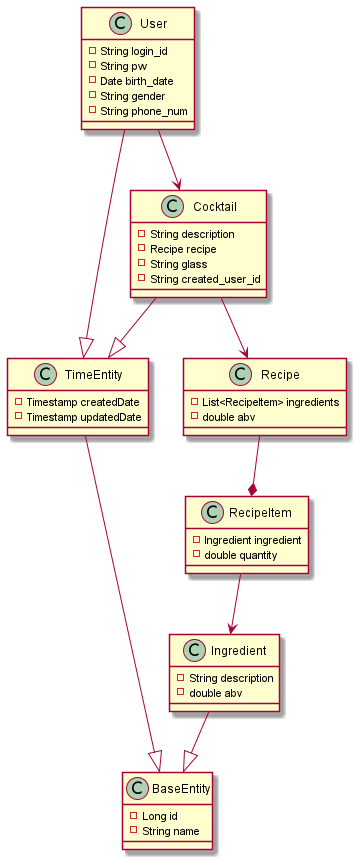 C User
String login_id
String pw
Date birth_date
String gender
String phone_num
C Cocktail
String description
Recipe recipe
String glass
String created_user_id
C TimeEntity
Timestamp createdDate
Timestamp updatedDate
C Recipe
List<RecipeItem> ingredients
double abv
C RecipeItem
Ingredient ingredient
double quantity
C Ingredient
String description
double abv
C BaseEntity
Long id
String name